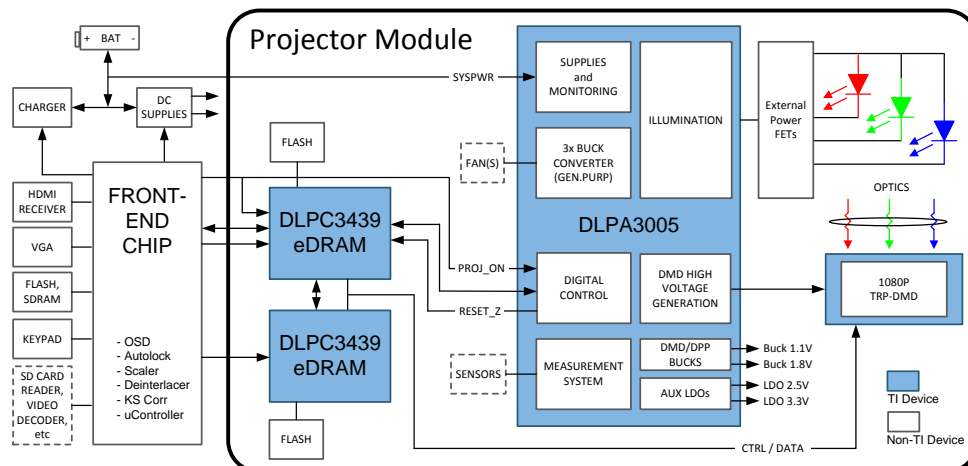 Projector Module
+ BAT -
SYSPWR
CHARGER
DC
SUPPLIES
SUPPLIES
and
MONITORING
ILLUMINATION
External
Power
FETs
FLASH
FAN(S)
3x BUCK
CONVERTER
(GEN.PURP)
HDMI
RECEIVER
VGA
FLASH,
SDRAM
KEYPAD
SD CARD
READER,
VIDEO
DECODER,
etc
FRONT-
END
CHIP
- OSD
- Autolock
- Scaler
- Deinterlacer
- KS Corr
- uController
DLPC3439
eDRAM
DLPC3439
eDRAM
FLASH
DLPA3005
PROJ_ON
RESET_Z
DIGITAL
CONTROL
DMD HIGH
VOLTAGE
GENERATION
SENSORS
MEASUREMENT
SYSTEM
DMD/DPP
BUCKS
AUX LDOs
Buck 1.1V
Buck 1.8V
LDO 2.5V
LDO 3.3V
CTRL / DATA
OPTICS
1080P
TRP-DMD
TI Device
Non-TI Device